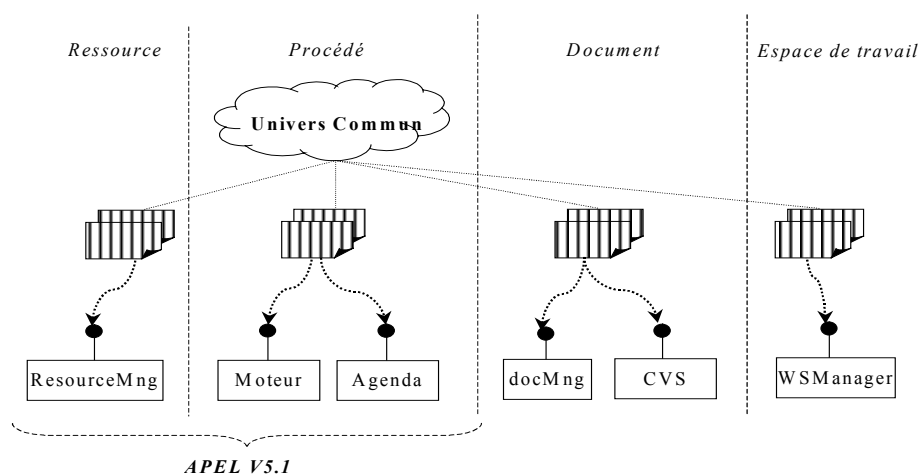 Ressource
Procédé
Document
Espace de travail
Univers Commun
ResourceMng
Moteur
Agenda
docMng
CVS
WSManager
APEL V5.1